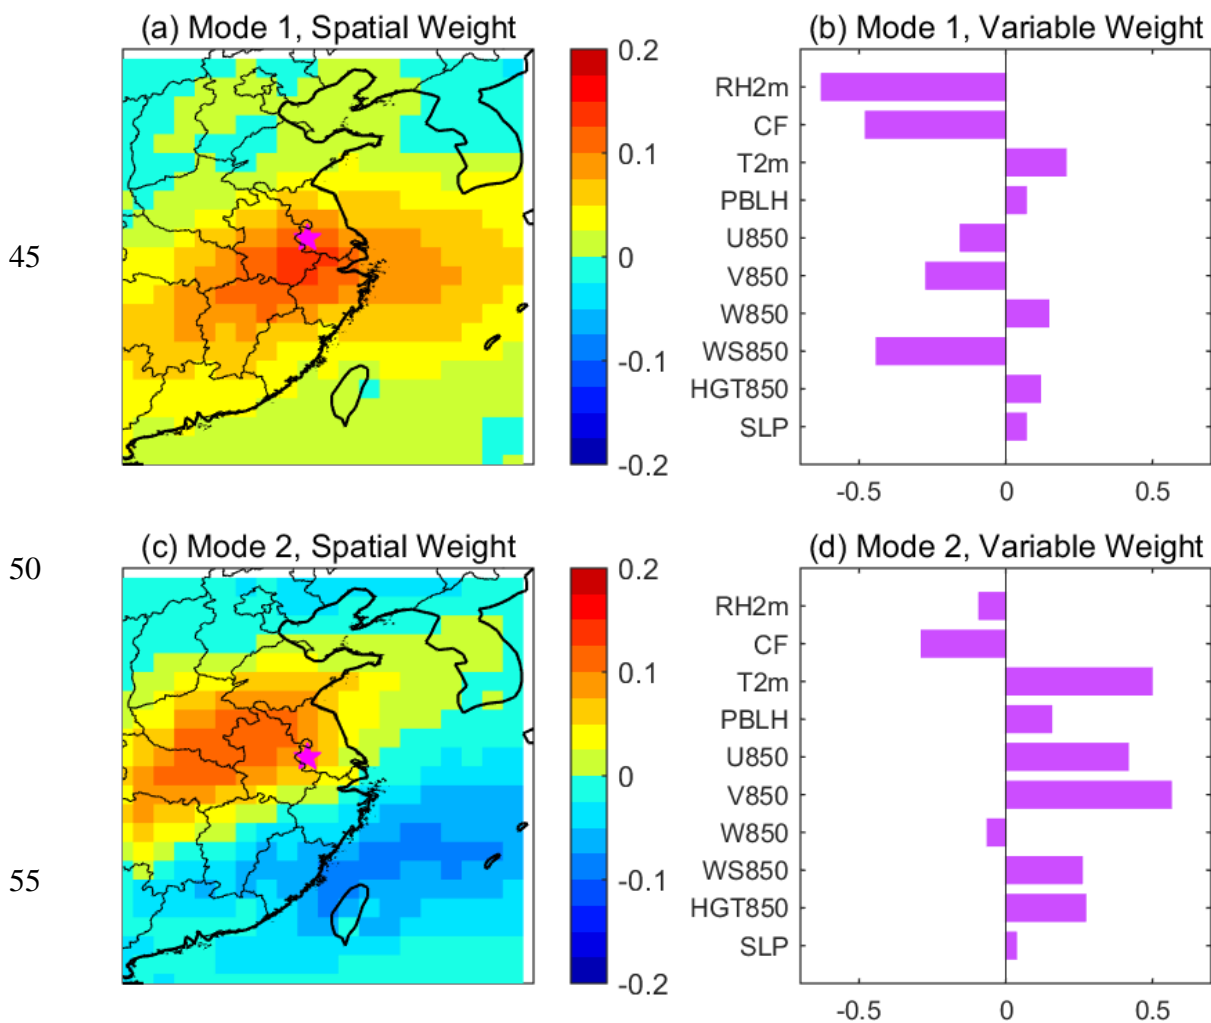 (a) Mode 1, Spatial Weight
0.2
0.1
0
-0.1
-0.2
(b) Mode 1, Variable Weight
RH2m
CF
T2m
PBLH
U850
V850
W850
WS850
HGT850
SLP
-0.5 0 0.5
45
50
(c) Mode 2, Spatial Weight
0.2
0.1
0
-0.1
-0.2
(d) Mode 2, Variable Weight
RH2m
CF
T2m
PBLH
U850
V850
W850
WS850
HGT850
SLP
-0.5 0 0.5
55